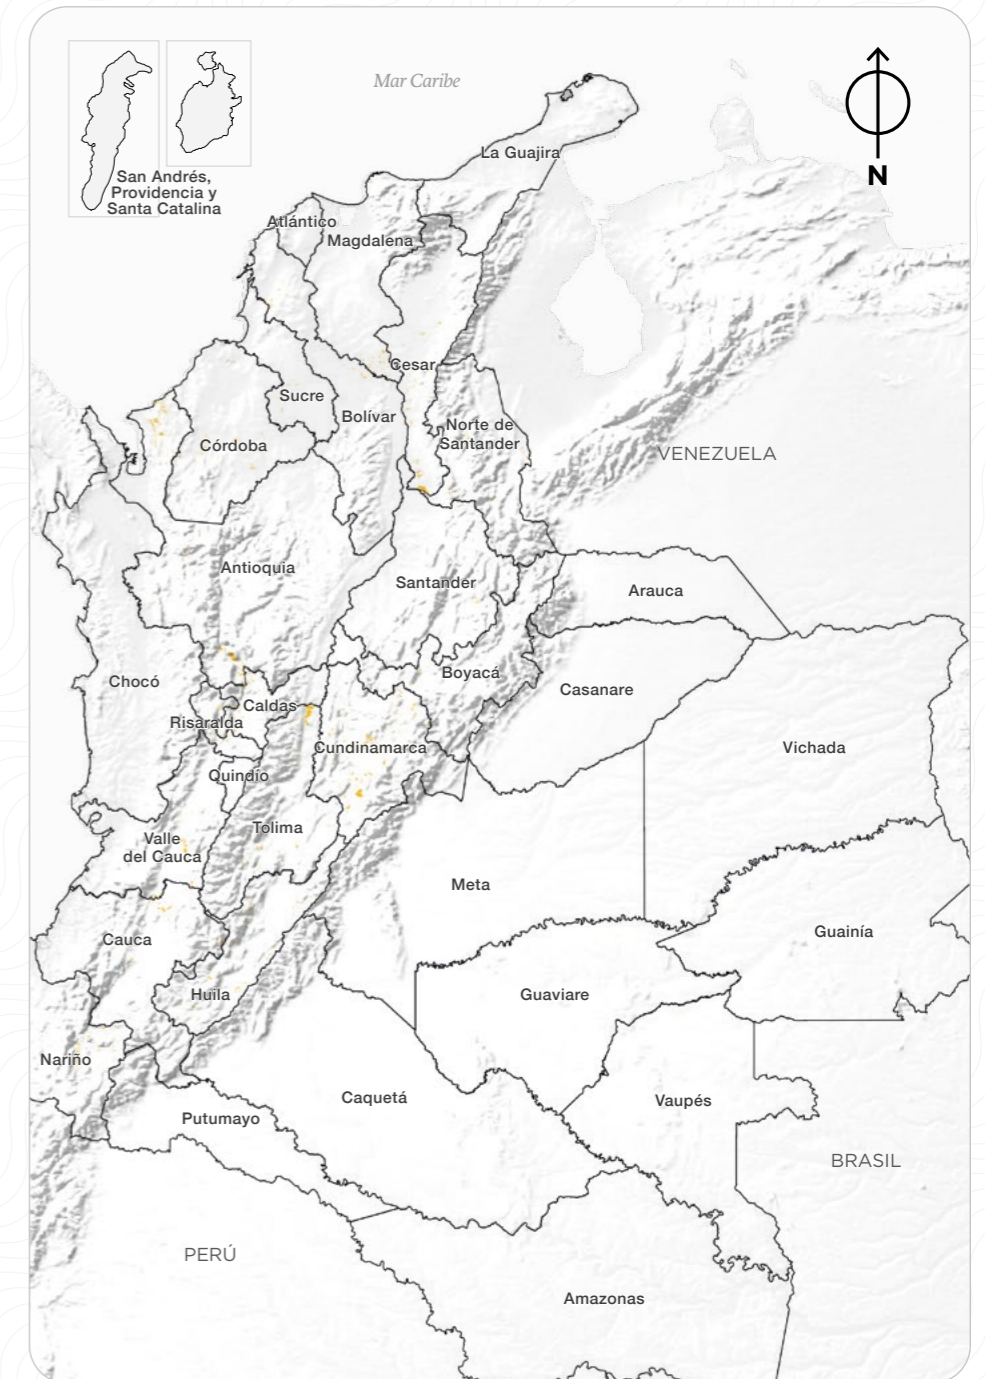 Mar Caribe
N
La Guajira
San Andrés,
Providencia y
Santa Catalina
Atlántico
Magdalena
Cesar
Sucre
Bolívar
Norte de
Santander
Córdoba
VENEZUELA
Antioquia
Santander
Arauca
Chocó
Boyacá
Casanare
Caldas
Risaralda
Cundinamarca
Vichada
Quindío
Tolima
Valle
del Cauca
Meta
Cauca
Guainía
Huila
Guaviare
Nariño
Caquetá
Vaupés
Putumayo
BRASIL
PERÚ
Amazonas